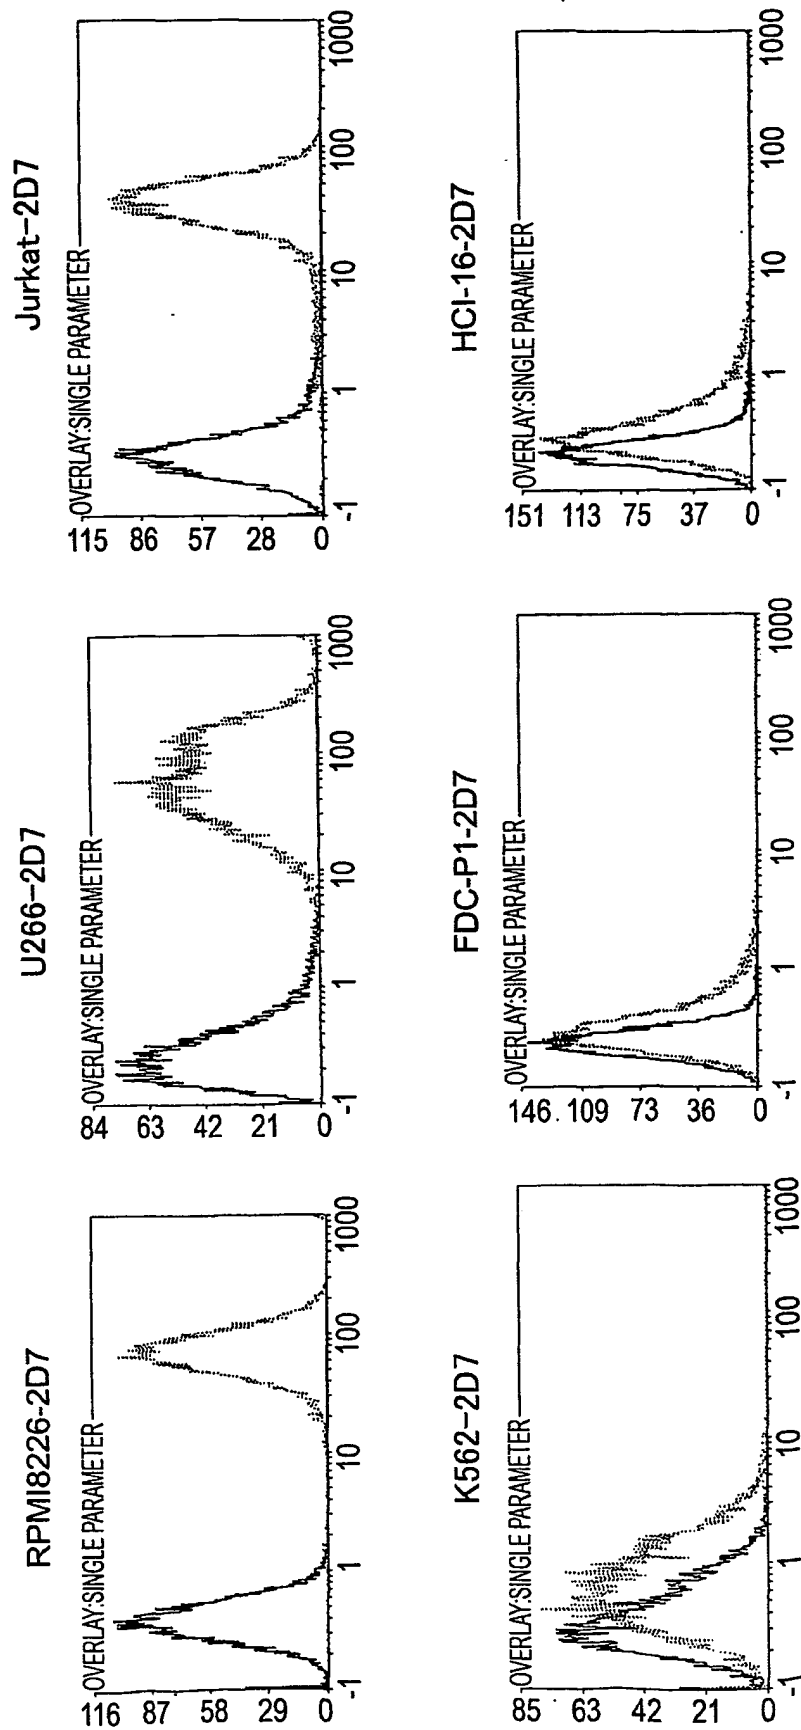 RPMI8226-2D7
OVERLAY:SINGLE PARAMETER
116 87 58 29 0
.1 1 10 100 1000
U266-2D7
OVERLAY:SINGLE PARAMETER
84 63 42 21 0
.1 1 10 100 1000
Jurkat-2D7
OVERLAY:SINGLE PARAMETER
115 86 57 28 0
.1 1 10 100 1000
K562-2D7
OVERLAY:SINGLE PARAMETER
85 63 42 21 0
.1 1 10 100 1000
FDC-P1-2D7
OVERLAY:SINGLE PARAMETER
146 109 73 36 0
.1 1 10 100 1000
HCI-16-2D7
OVERLAY:SINGLE PARAMETER
151 113 75 37 0
.1 1 10 100 1000